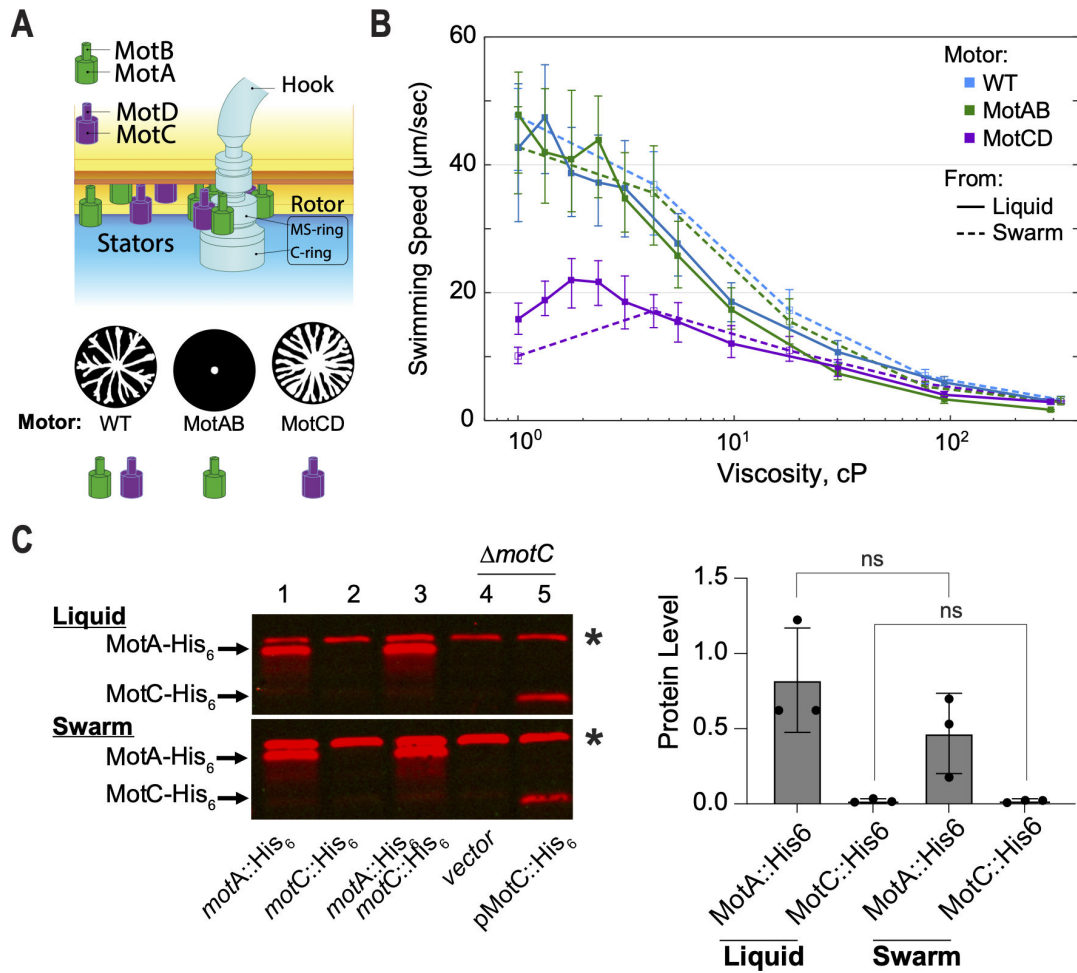 A
MotB
MotA
MotD
MotC
Hook
Rotor
MS-ring
C-ring
Stators
Motor: WT MotAB MotCD
B
60
40
20
0
Swimming Speed (µm/sec)
10⁰ 10¹ 10²
Viscosity, cP
Motor:
WT
MotAB
MotCD
From:
Liquid
Swarm
C
ΔmotC
1 2 3 4 5
Liquid
MotA-His₆
*
MotC-His₆
Swarm
MotA-His₆
*
MotC-His₆
motA::His₆
motC::His₆
motA::His₆
motC::His₆
vector
pMotC::His₆
ns
ns
1.5
1.0
0.5
0.0
Protein Level
MotA::His6
MotC::His6
MotA::His6
MotC::His6
Liquid Swarm